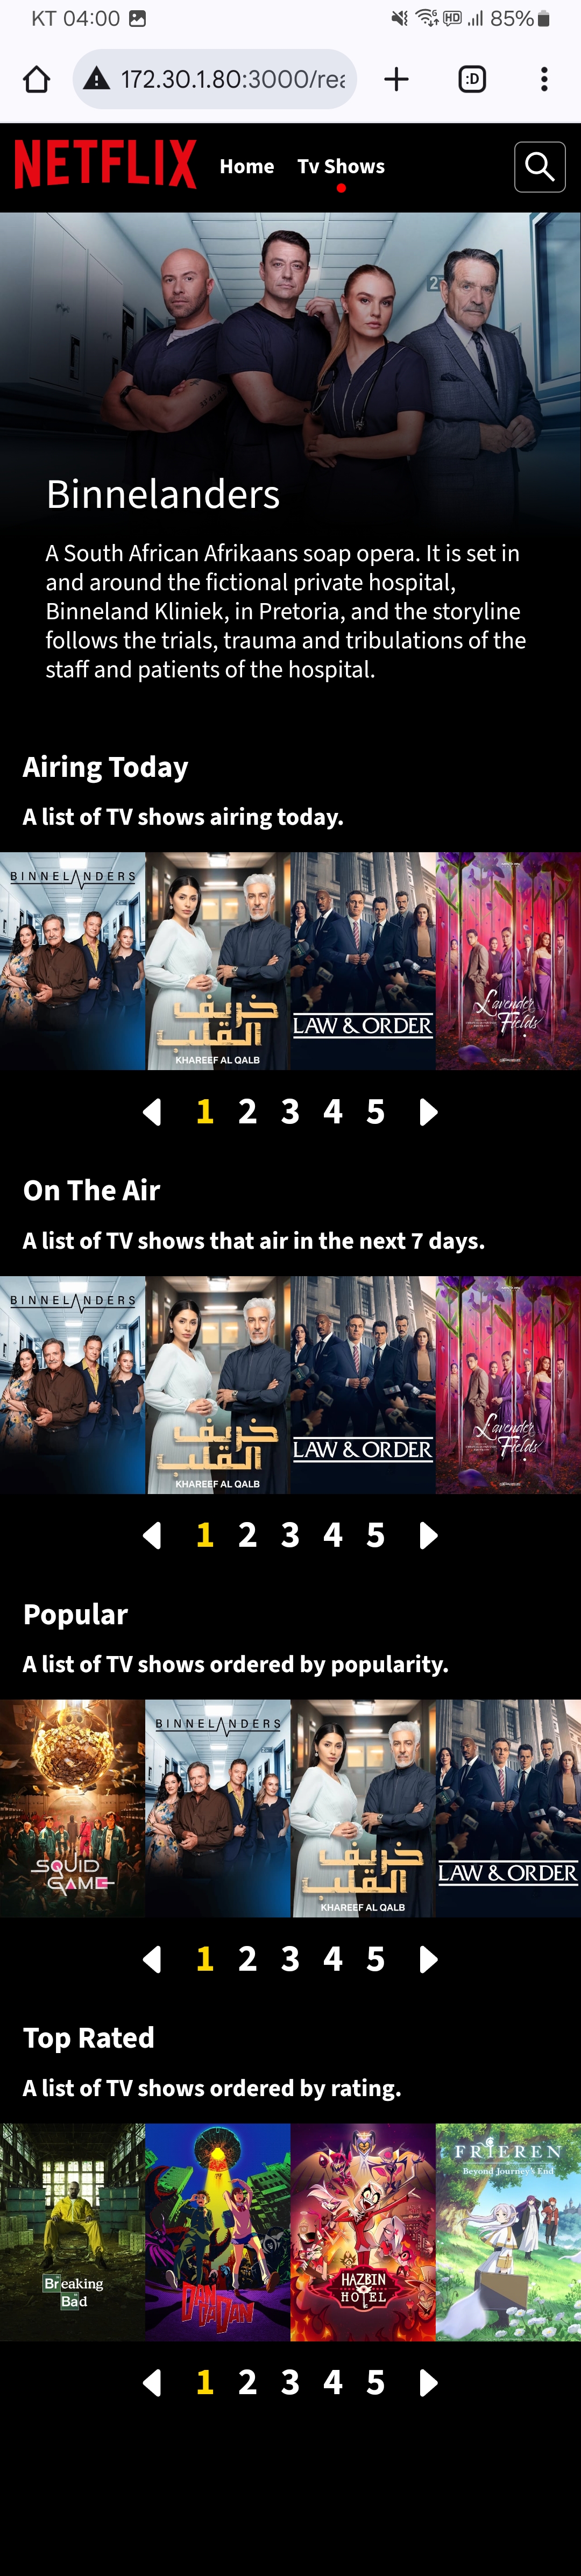 KT 04:00 HD 85%
172.30.1.80:3000/rea
:D
NETFLIX Home Tv Shows
2
Binnelanders
A South African Afrikaans soap opera. It is set in
and around the fictional private hospital,
Binneland Kliniek, in Pretoria, and the storyline
follows the trials, trauma and tribulations of the
staff and patients of the hospital.
Airing Today
A list of TV shows airing today.
BINNELANDERS
خريف
القلب
KHAREEF AL QALB
LAW & ORDER
Lavender
Fields
1 2 3 4 5
On The Air
A list of TV shows that air in the next 7 days.
BINNELANDERS
خريف
القلب
KHAREEF AL QALB
LAW & ORDER
Lavender
Fields
1 2 3 4 5
Popular
A list of TV shows ordered by popularity.
SQUID
GAME
BINNELANDERS
خريف
القلب
KHAREEF AL QALB
LAW & ORDER
1 2 3 4 5
Top Rated
A list of TV shows ordered by rating.
Breaking
Bad
DAN
DA DAN
HAZBIN
HOTEL
FRIEREN
Beyond Journey's End
1 2 3 4 5